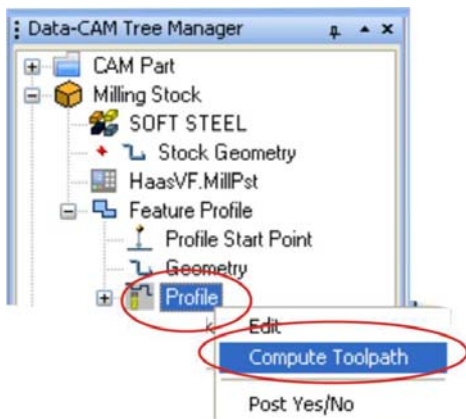 Data-CAM Tree Manager
CAM Part
Milling Stock
SOFT STEEL
Stock Geometry
HaasVF.MillPst
Feature Profile
Profile Start Point
Geometry
Profile
Edit
Compute Toolpath
Post Yes/No